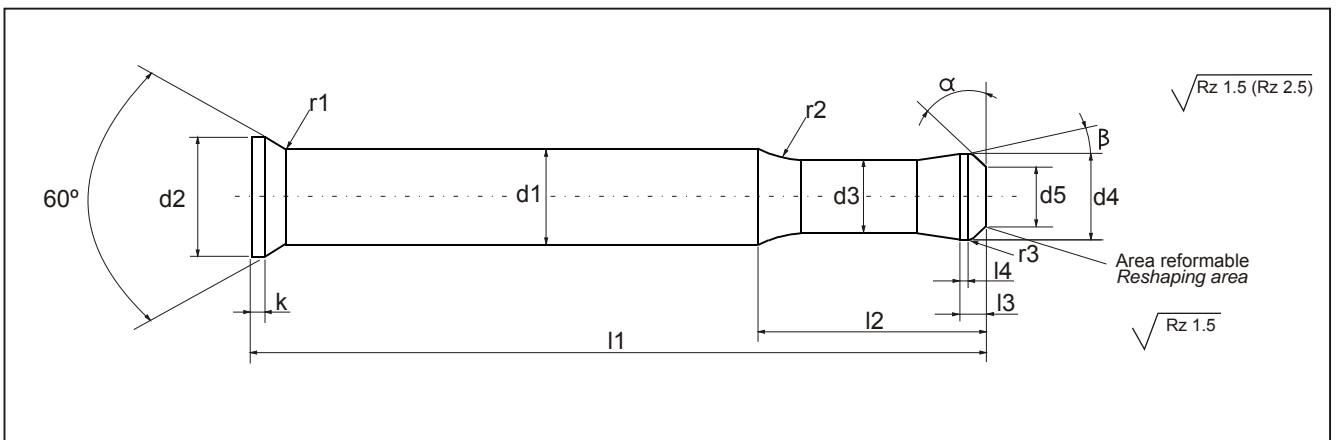 α
Rz 1.5 (Rz 2.5)
r1
r2
β
60º
d2
d1
d3
d5
d4
r3
Area reformable
Reshaping area
l4
k
l3
l2
Rz 1.5
l1